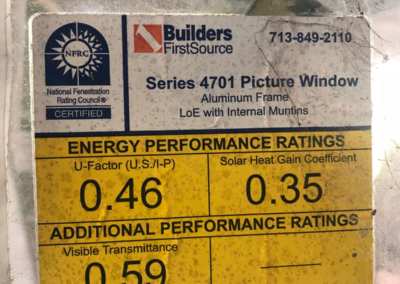 NFRC
National Fenestration
Rating Council®
CERTIFIED
Builders
FirstSource
713-849-2110
Series 4701 Picture Window
Aluminum Frame
LoE with Internal Muntins
ENERGY PERFORMANCE RATINGS
U-Factor (U.S./I-P)
Solar Heat Gain Coefficient
0.46
0.35
ADDITIONAL PERFORMANCE RATINGS
Visible Transmittance
0.59